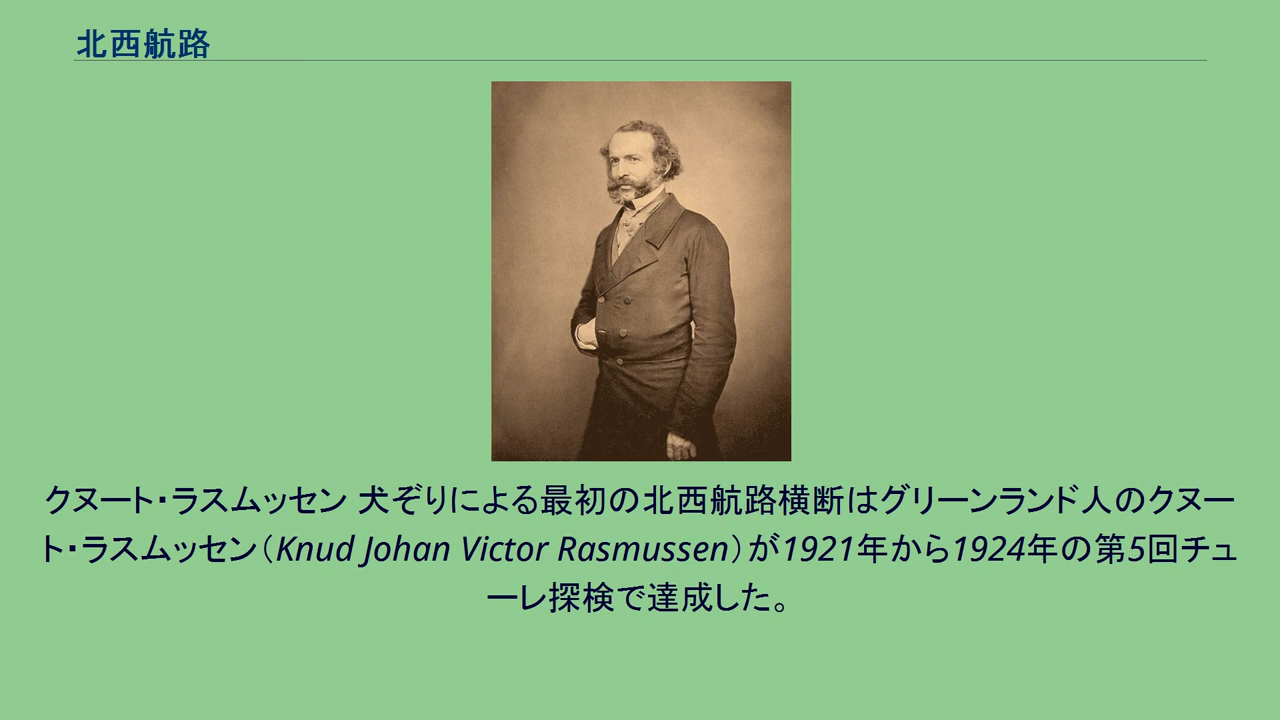 北西航路
クヌート・ラスムッセン 犬ぞりによる最初の北西航路横断はグリーンランド人のクヌー
ト・ラスムッセン（Knud Johan Victor Rasmussen）が1921年から1924年の第5回チュ
ーレ探検で達成した。